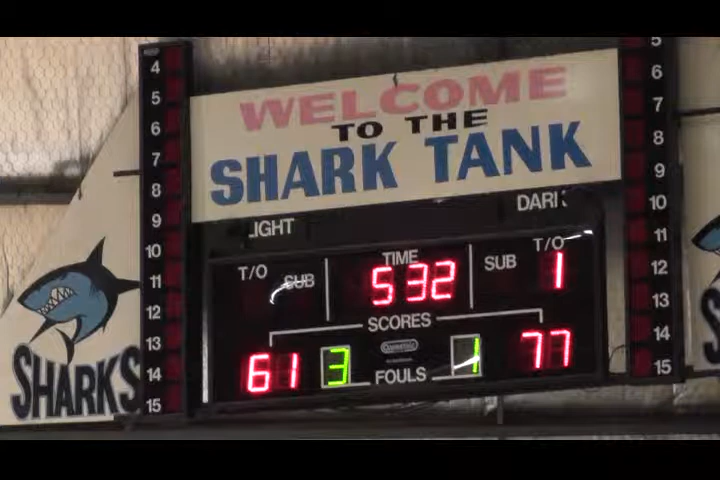 WELCOME
TO THE
SHARK TANK
LIGHT
DARK
T/O
SUB
TIME
532
SUB
T/O
1
SCORES
61
3
1
77
FOULS
SHARKS
4
5
6
7
8
9
10
11
12
13
14
15
5
6
7
8
9
10
11
12
13
14
15